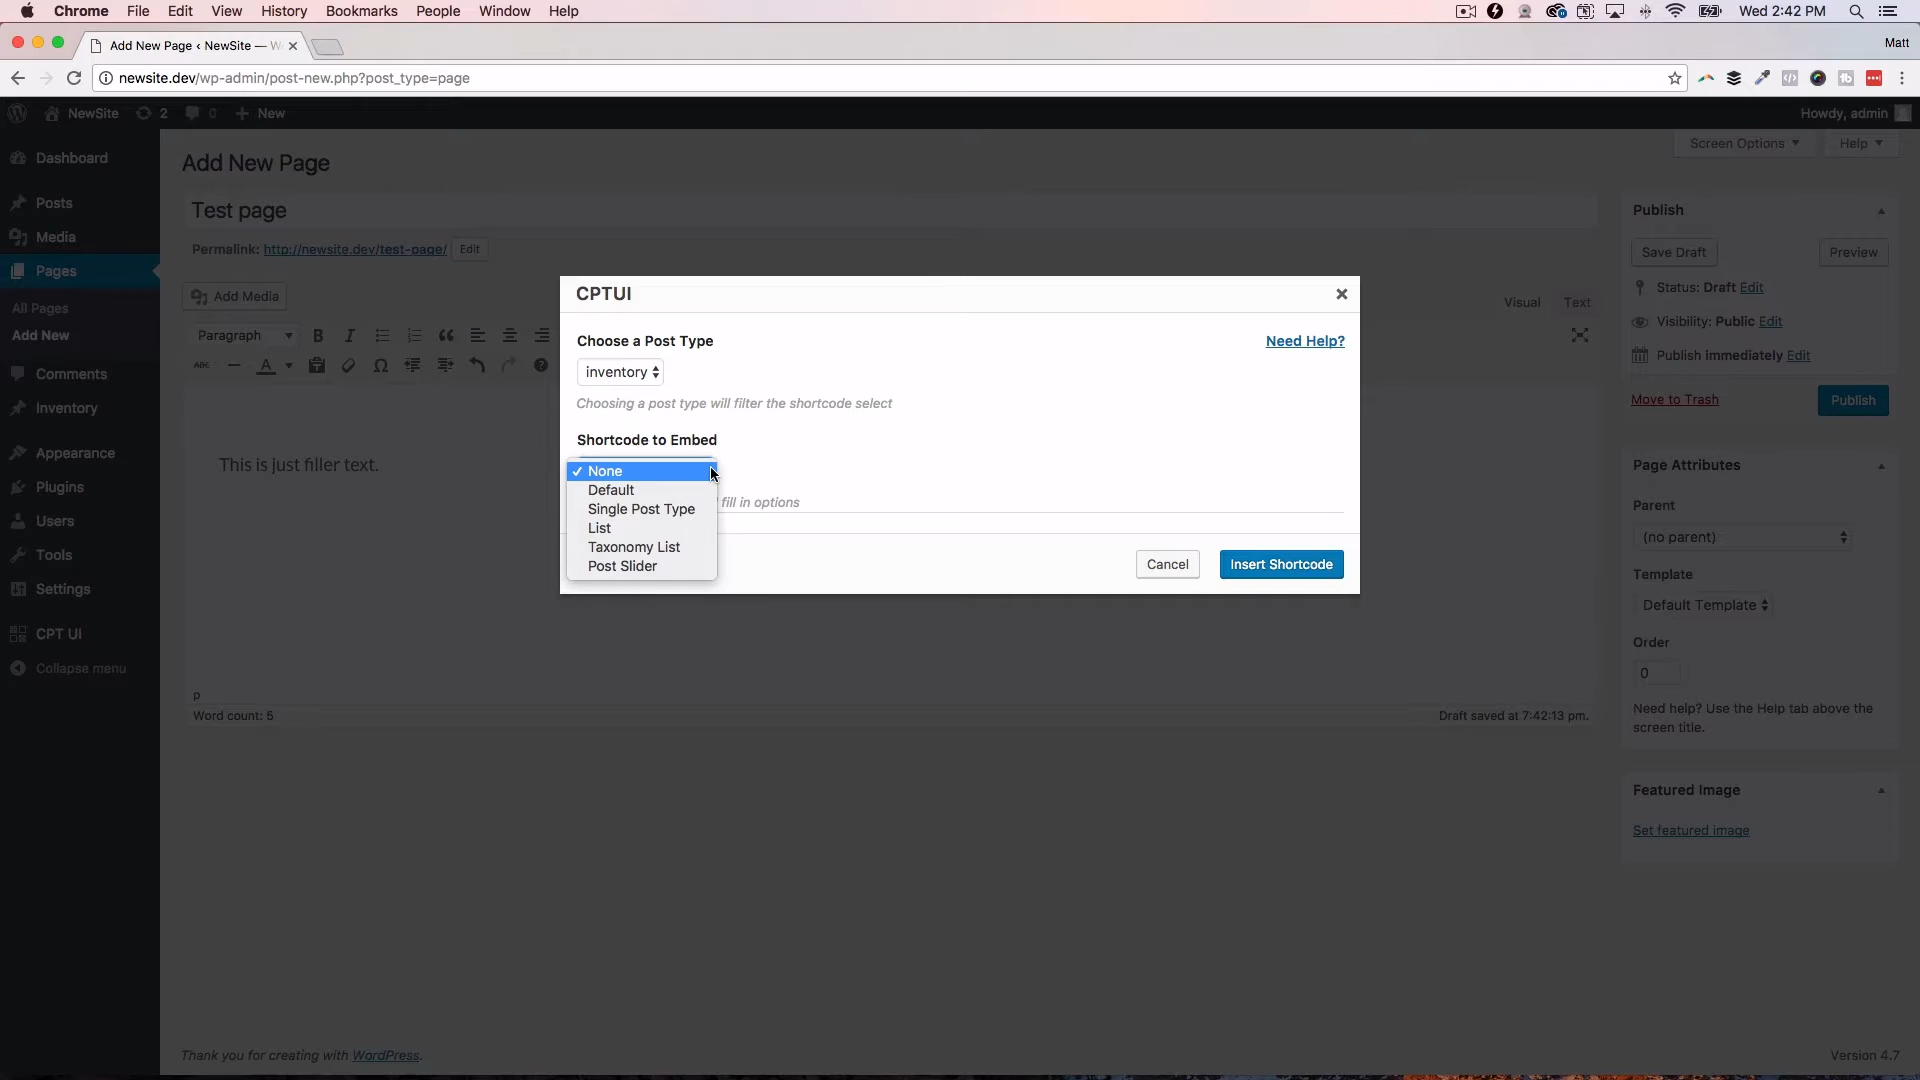 Chrome File Edit View History Bookmarks People Window Help Wed 2:42 PM
Add New Page ‹ NewSite — W
Matt
newsite.dev/wp-admin/post-new.php?post_type=page
NewSite 2 0 New Howdy, admin
Dashboard
Posts
Media
Pages
All Pages
Add New
Comments
Inventory
Appearance
Plugins
Users
Tools
Settings
CPT UI
Collapse menu
Add New Page
Screen Options Help
Test page
Permalink: http://newsite.dev/test-page/ Edit
Add Media
Visual Text
Paragraph B I
ABC A
This is just filler text.
p
Word count: 5
Draft saved at 7:42:13 pm.
CPTUI
Choose a Post Type
Need Help?
inventory
Choosing a post type will filter the shortcode select
Shortcode to Embed
None
Default
Single Post Type
List
Taxonomy List
Post Slider
fill in options
Cancel
Insert Shortcode
Publish
Save Draft Preview
Status: Draft Edit
Visibility: Public Edit
Publish immediately Edit
Move to Trash Publish
Page Attributes
Parent
(no parent)
Template
Default Template
Order
0
Need help? Use the Help tab above the
screen title.
Featured Image
Set featured image
Thank you for creating with WordPress.
Version 4.7